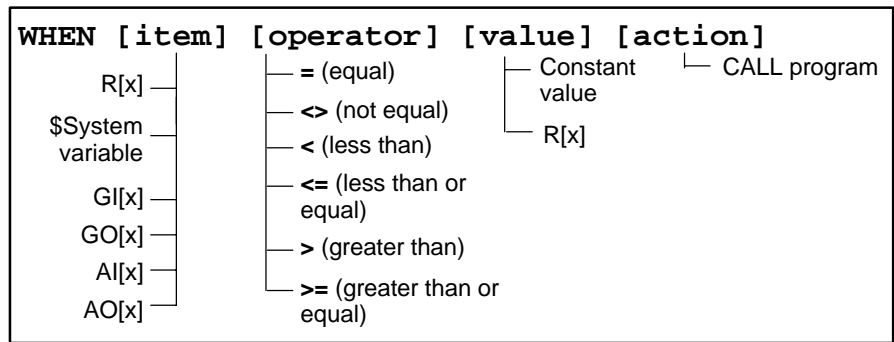 WHEN [item] [operator] [value] [action]
R[x]
$System
variable
GI[x]
GO[x]
AI[x]
AO[x]
= (equal)
<> (not equal)
< (less than)
<= (less than or
equal)
> (greater than)
>= (greater than or
equal)
Constant
value
R[x]
CALL program